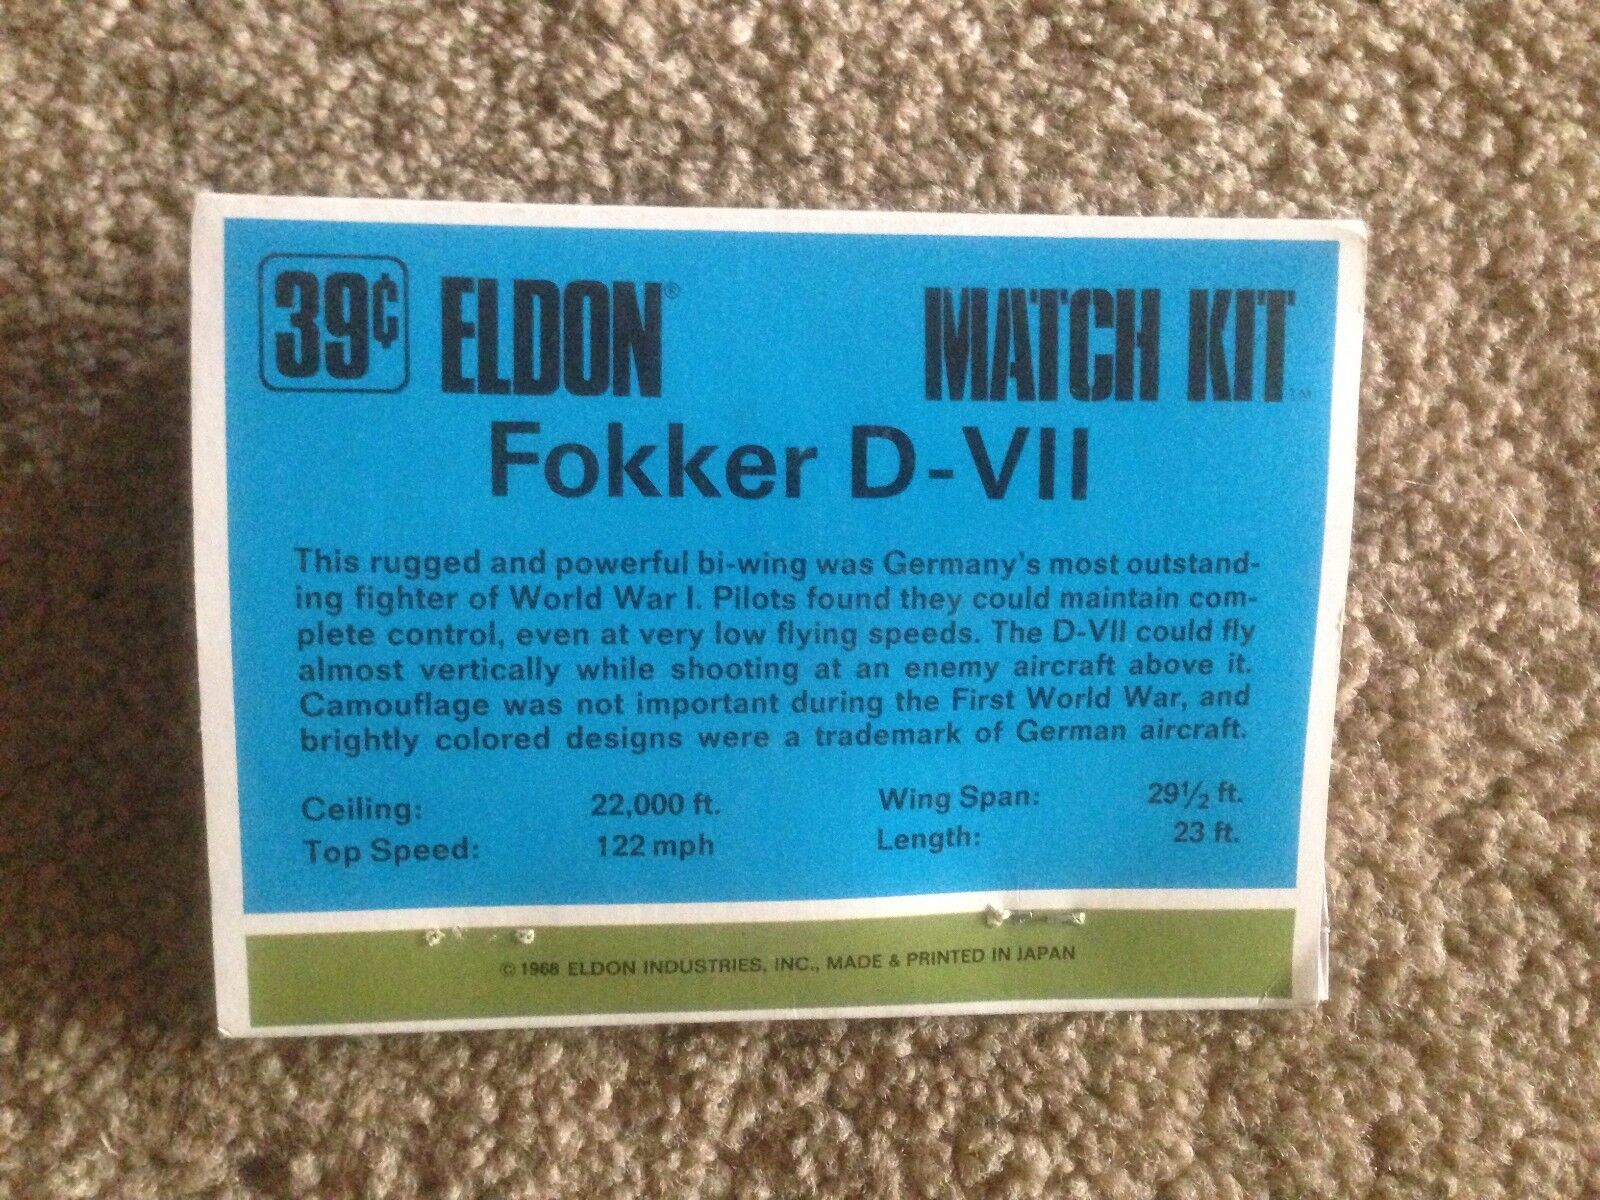 39¢ ELDON® MATCH KIT™
Fokker D-VII
This rugged and powerful bi-wing was Germany's most outstand-
ing fighter of World War I. Pilots found they could maintain com-
plete control, even at very low flying speeds. The D-VII could fly
almost vertically while shooting at an enemy aircraft above it.
Camouflage was not important during the First World War, and
brightly colored designs were a trademark of German aircraft.
Ceiling: 22,000 ft. Wing Span: 29½ ft.
Top Speed: 122 mph Length: 23 ft.
© 1968 ELDON INDUSTRIES, INC., MADE & PRINTED IN JAPAN